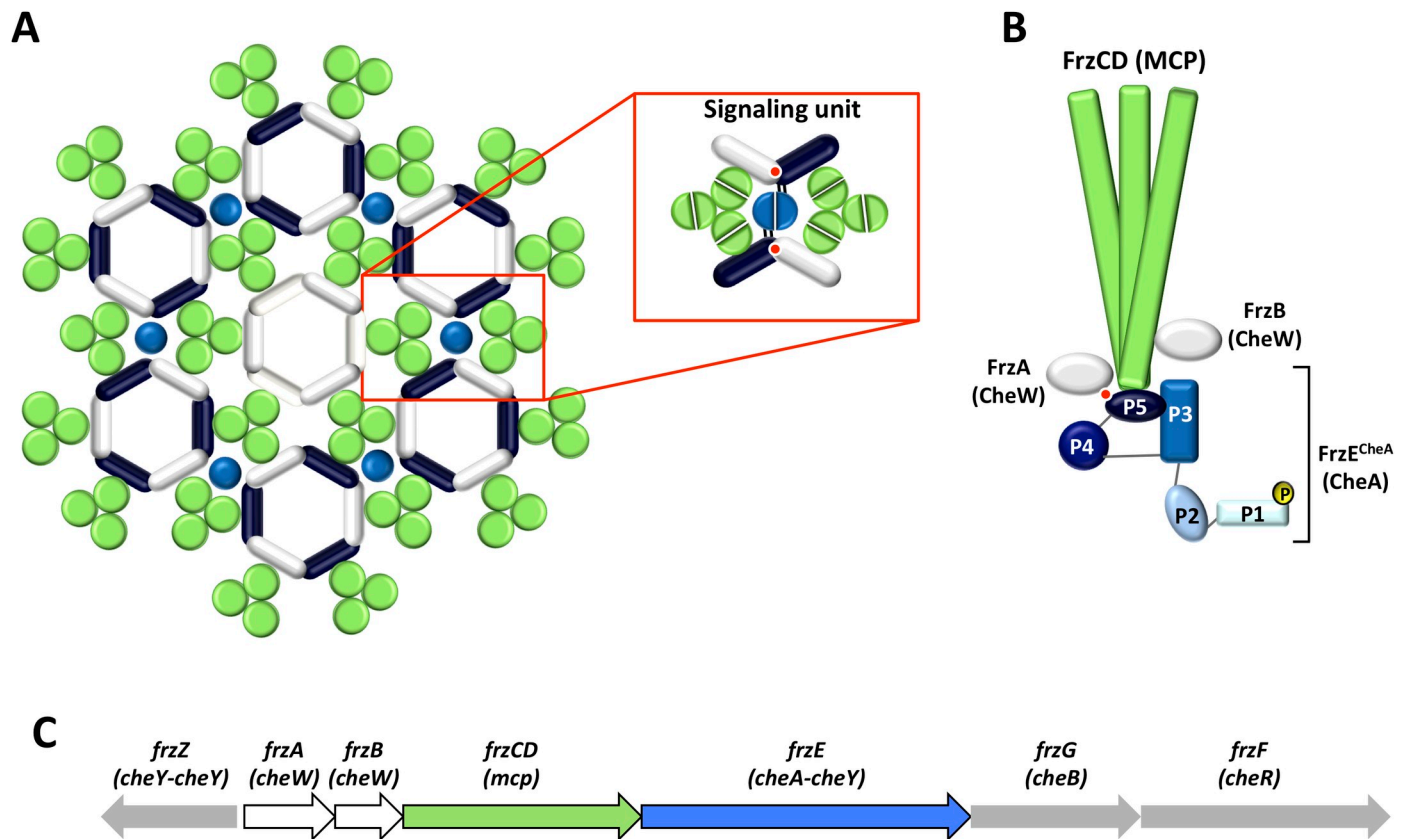 A
Signaling unit
B
FrzCD (MCP)
FrzB
(CheW)
FrzA
(CheW)
P5
P3
P4
FrzE^CheA
(CheA)
P
P2
P1
C
frzZ
(cheY-cheY)
frzA
(cheW)
frzB
(cheW)
frzCD
(mcp)
frzE
(cheA-cheY)
frzG
(cheB)
frzF
(cheR)